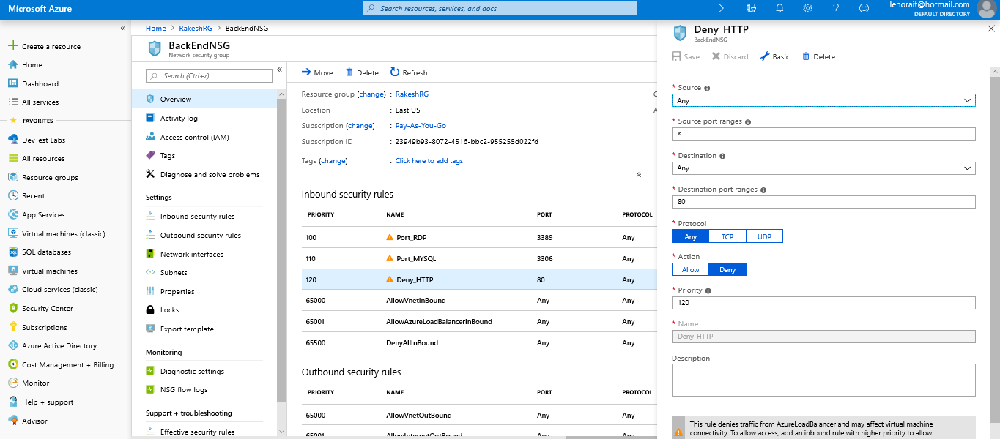 Microsoft Azure
Search resources, services, and docs
lenorait@hotmail.com
DEFAULT DIRECTORY
Create a resource
Home
Dashboard
All services
FAVORITES
DevTest Labs
All resources
Resource groups
Recent
App Services
Virtual machines (classic)
SQL databases
Virtual machines
Cloud services (classic)
Security Center
Subscriptions
Azure Active Directory
Cost Management + Billing
Monitor
Help + support
Advisor
Home > RakeshRG > BackEndNSG
BackEndNSG
Network security group
Search (Ctrl+/)
Overview
Activity log
Access control (IAM)
Tags
Diagnose and solve problems
Settings
Inbound security rules
Outbound security rules
Network interfaces
Subnets
Properties
Locks
Export template
Monitoring
Diagnostic settings
NSG flow logs
Support + troubleshooting
Effective security rules
Move Delete Refresh
Resource group (change) : RakeshRG
Location : East US
Subscription (change) : Pay-As-You-Go
Subscription ID : 23949b93-8072-4516-bbc2-955255d022fd
Tags (change) : Click here to add tags
Inbound security rules
PRIORITY NAME PORT PROTOCOL
100 Port_RDP 3389 Any
110 Port_MYSQL 3306 Any
120 Deny_HTTP 80 Any
65000 AllowVnetInBound Any Any
65001 AllowAzureLoadBalancerInBound Any Any
65500 DenyAllInBound Any Any
Outbound security rules
PRIORITY NAME PORT PROTOCOL
65000 AllowVnetOutBound Any Any
65001 AllowInternetOutBound Any Any
Deny_HTTP
BackEndNSG
Save Discard Basic Delete
* Source
Any
* Source port ranges
*
* Destination
Any
* Destination port ranges
80
* Protocol
Any TCP UDP
* Action
Allow Deny
* Priority
120
* Name
Deny_HTTP
Description
This rule denies traffic from AzureLoadBalancer and may affect virtual machine
connectivity. To allow access, add an inbound rule with higher priority to allow